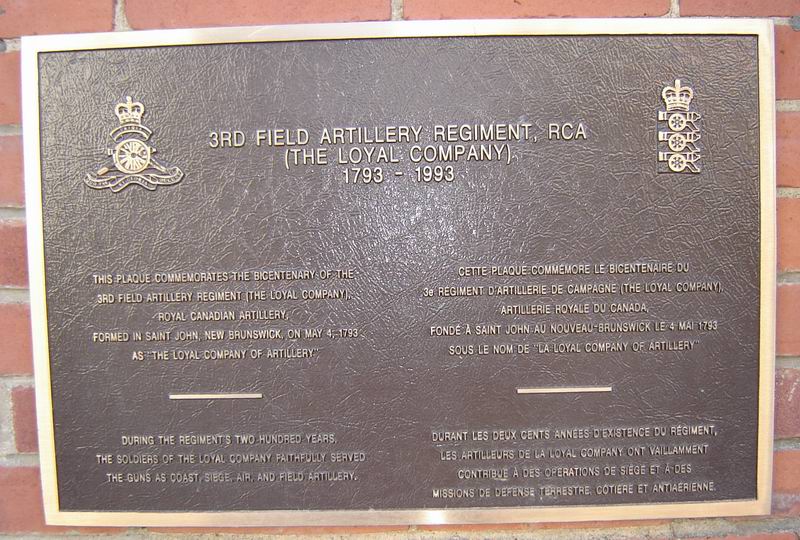 3RD FIELD ARTILLERY REGIMENT, RCA
(THE LOYAL COMPANY)
1793 - 1993
THIS PLAQUE COMMEMORATES THE BICENTENARY OF THE
3RD FIELD ARTILLERY REGIMENT (THE LOYAL COMPANY),
ROYAL CANADIAN ARTILLERY,
FORMED IN SAINT JOHN, NEW BRUNSWICK, ON MAY 4, 1793
AS "THE LOYAL COMPANY OF ARTILLERY"
DURING THE REGIMENT'S TWO HUNDRED YEARS,
THE SOLDIERS OF THE LOYAL COMPANY FAITHFULLY SERVED
THE GUNS AS COAST, SIEGE, AIR, AND FIELD ARTILLERY.
CETTE PLAQUE COMMÉMORE LE BICENTENAIRE DU
3e RÉGIMENT D'ARTILLERIE DE CAMPAGNE (THE LOYAL COMPANY),
ARTILLERIE ROYALE DU CANADA,
FONDÉ À SAINT JOHN AU NOUVEAU-BRUNSWICK LE 4 MAI 1793
SOUS LE NOM DE "LA LOYAL COMPANY OF ARTILLERY"
DURANT LES DEUX CENTS ANNÉES D'EXISTENCE DU RÉGIMENT,
LES ARTILLEURS DE LA LOYAL COMPANY ONT VAILLAMMENT
CONTRIBUÉ À DES OPÉRATIONS DE SIÈGE ET À DES
MISSIONS DE DÉFENSE TERRESTRE, CÔTIÈRE ET ANTIAÉRIENNE.